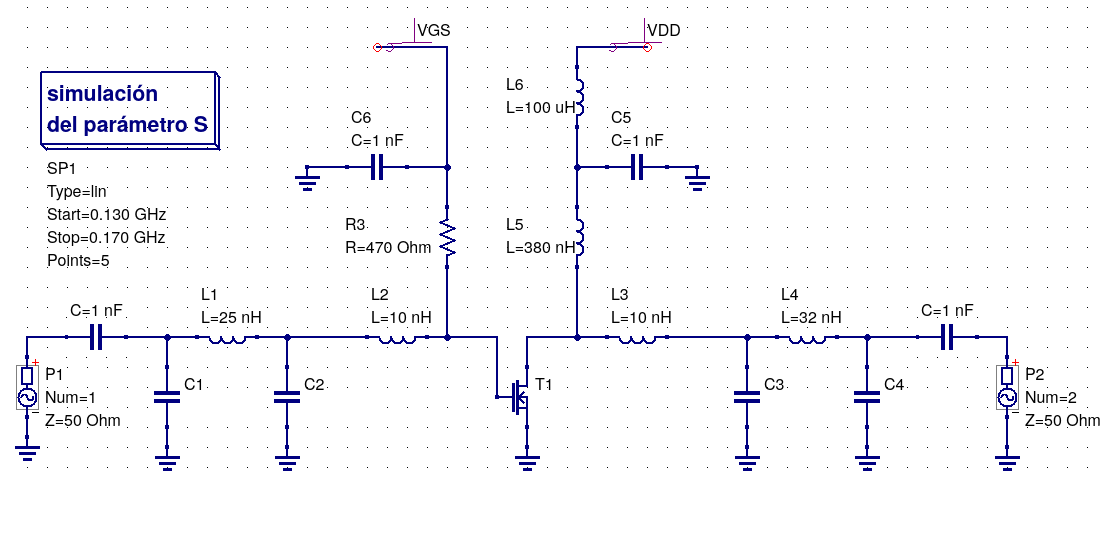 VGS
VDD
simulación
del parámetro S
SP1
Type=lin
Start=0.130 GHz
Stop=0.170 GHz
Points=5
C6
C=1 nF
L6
L=100 uH
C5
C=1 nF
R3
R=470 Ohm
L5
L=380 nH
C=1 nF
L1
L=25 nH
L2
L=10 nH
L3
L=10 nH
L4
L=32 nH
C=1 nF
P1
Num=1
Z=50 Ohm
C1
C2
T1
C3
C4
P2
Num=2
Z=50 Ohm